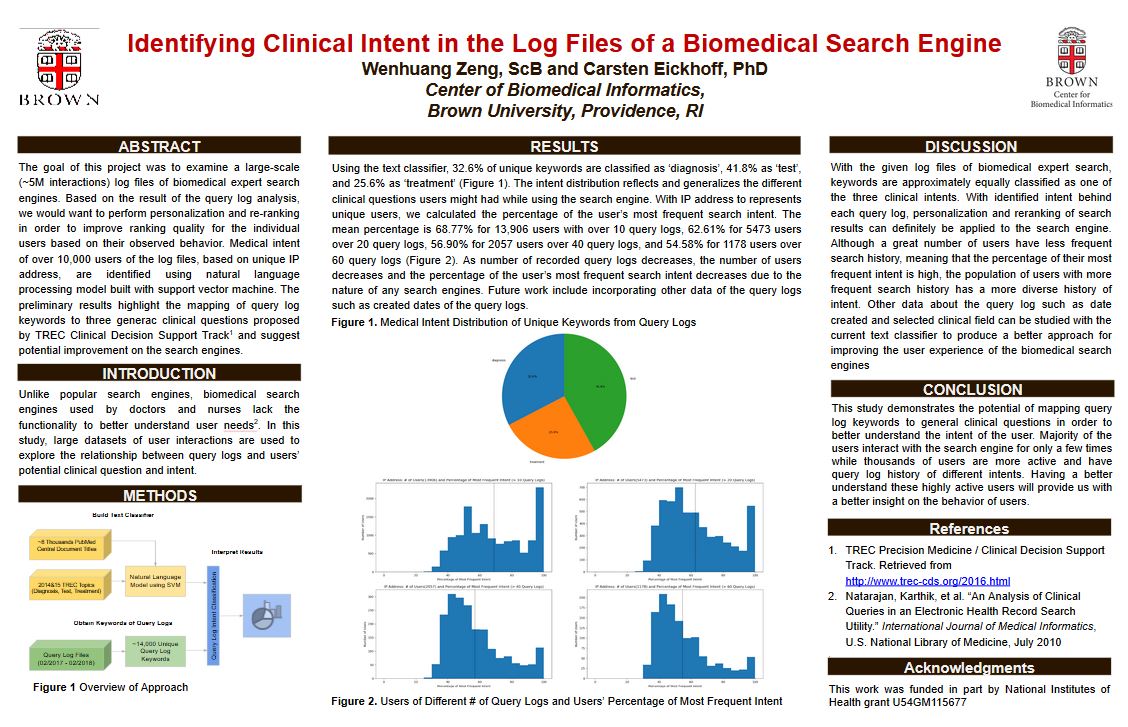 BROWN
Identifying Clinical Intent in the Log Files of a Biomedical Search Engine
Wenhuang Zeng, ScB and Carsten Eickhoff, PhD
Center of Biomedical Informatics,
Brown University, Providence, RI
BROWN
Center for
Biomedical Informatics
ABSTRACT
The goal of this project was to examine a large-scale
(~5M interactions) log files of biomedical expert search
engines. Based on the result of the query log analysis,
we would want to perform personalization and re-ranking
in order to improve ranking quality for the individual
users based on their observed behavior. Medical intent
of over 10,000 users of the log files, based on unique IP
address, are identified using natural language
processing model built with support vector machine. The
preliminary results highlight the mapping of query log
keywords to three generac clinical questions proposed
by TREC Clinical Decision Support Track1 and suggest
potential improvement on the search engines.
INTRODUCTION
Unlike popular search engines, biomedical search
engines used by doctors and nurses lack the
functionality to better understand user needs2. In this
study, large datasets of user interactions are used to
explore the relationship between query logs and users'
potential clinical question and intent.
METHODS
Build Text Classifier
~8 Thousands PubMed
Central Document Titles
2014&15 TREC Topics
(Diagnosis, Test, Treatment)
Natural Language
Model using SVM
Obtain Keywords of Query Logs
Query Log Files
(02/2017 - 02/2018)
~14,000 Unique
Query Log
Keywords
Query Log Intent Classification
Interpret Results
Figure 1 Overview of Approach
RESULTS
Using the text classifier, 32.6% of unique keywords are classified as 'diagnosis', 41.8% as 'test',
and 25.6% as 'treatment' (Figure 1). The intent distribution reflects and generalizes the different
clinical questions users might had while using the search engine. With IP address to represents
unique users, we calculated the percentage of the user's most frequent search intent. The
mean percentage is 68.77% for 13,906 users with over 10 query logs, 62.61% for 5473 users
over 20 query logs, 56.90% for 2057 users over 40 query logs, and 54.58% for 1178 users over
60 query logs (Figure 2). As number of recorded query logs decreases, the number of users
decreases and the percentage of the user's most frequent search intent decreases due to the
nature of any search engines. Future work include incorporating other data of the query logs
such as created dates of the query logs.
Figure 1. Medical Intent Distribution of Unique Keywords from Query Logs
diagnosis
treatment
Figure 2. Users of Different # of Query Logs and Users' Percentage of Most Frequent Intent
DISCUSSION
With the given log files of biomedical expert search,
keywords are approximately equally classified as one of
the three clinical intents. With identified intent behind
each query log, personalization and reranking of search
results can definitely be applied to the search engine.
Although a great number of users have less frequent
search history, meaning that the percentage of their most
frequent intent is high, the population of users with more
frequent search history has a more diverse history of
intent. Other data about the query log such as date
created and selected clinical field can be studied with the
current text classifier to produce a better approach for
improving the user experience of the biomedical search
engines
CONCLUSION
This study demonstrates the potential of mapping query
log keywords to general clinical questions in order to
better understand the intent of the user. Majority of the
users interact with the search engine for only a few times
while thousands of users are more active and have
query log history of different intents. Having a better
understand these highly active users will provide us with
a better insight on the behavior of users.
References
1. TREC Precision Medicine / Clinical Decision Support
Track. Retrieved from
http://www.trec-cds.org/2016.html
2. Natarajan, Karthik, et al. "An Analysis of Clinical
Queries in an Electronic Health Record Search
Utility." International Journal of Medical Informatics,
U.S. National Library of Medicine, July 2010
Acknowledgments
This work was funded in part by National Institutes of
Health grant U54GM115677